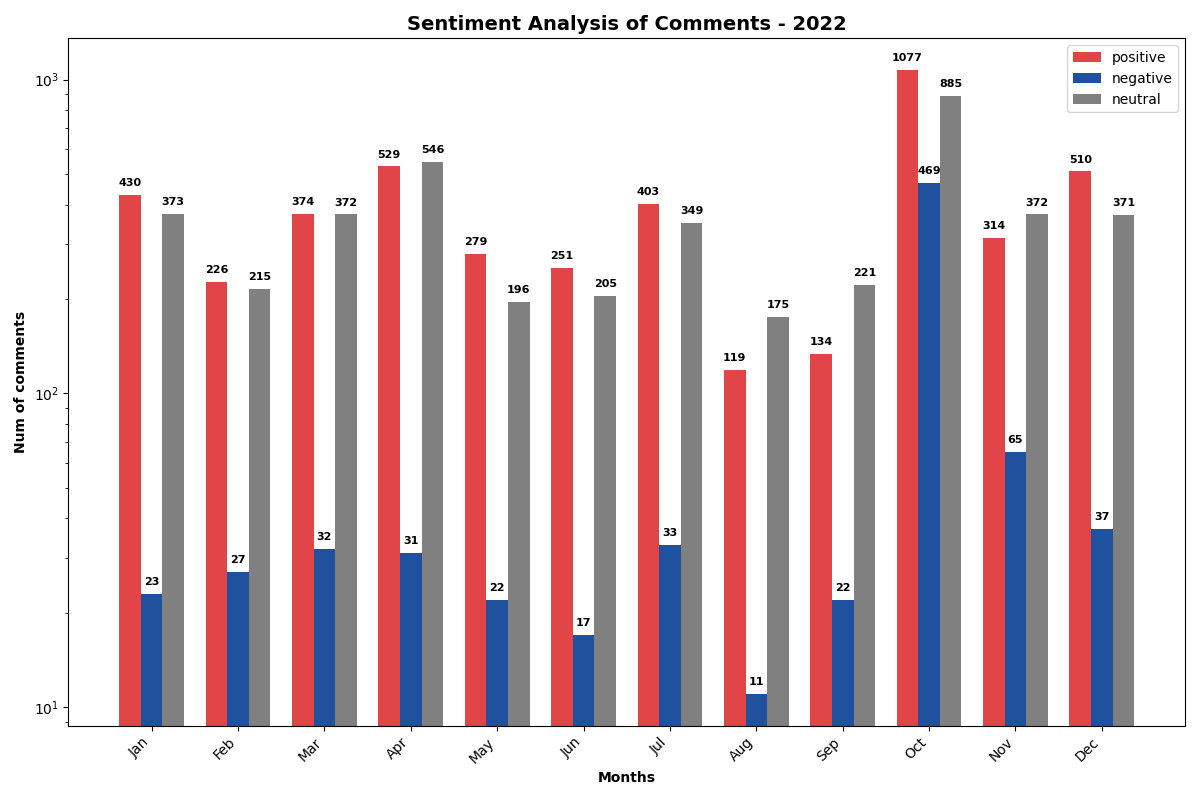 Sentiment Analysis of Comments - 2022
positive
negative
neutral
Num of comments
10³
10²
10¹
430
23
373
226
27
215
374
32
372
529
31
546
279
22
196
251
17
205
403
33
349
119
11
175
134
22
221
1077
469
885
314
65
372
510
37
371
Jan
Feb
Mar
Apr
May
Jun
Jul
Aug
Sep
Oct
Nov
Dec
Months